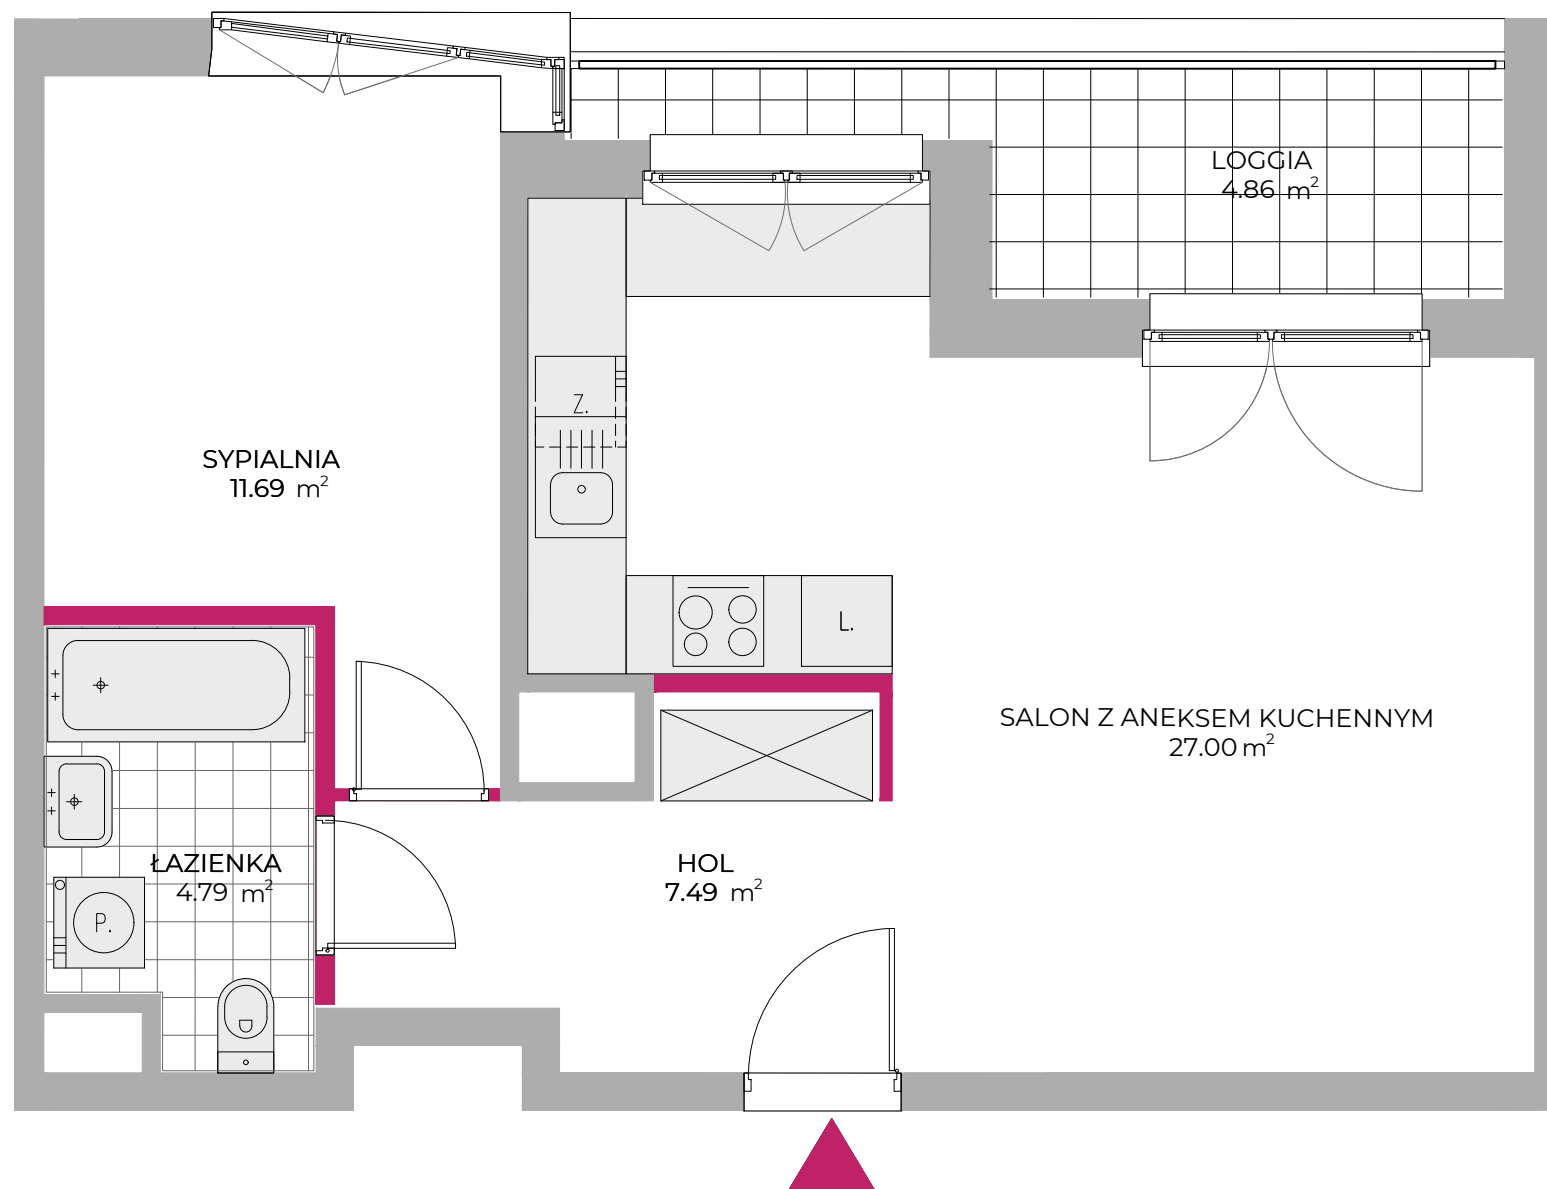 LOGGIA
4.86 m²
Z.
SYPIALNIA
11.69 m²
L.
SALON Z ANEKSEM KUCHENNYM
27.00 m²
ŁAZIENKA
4.79 m²
HOL
7.49 m²
P.